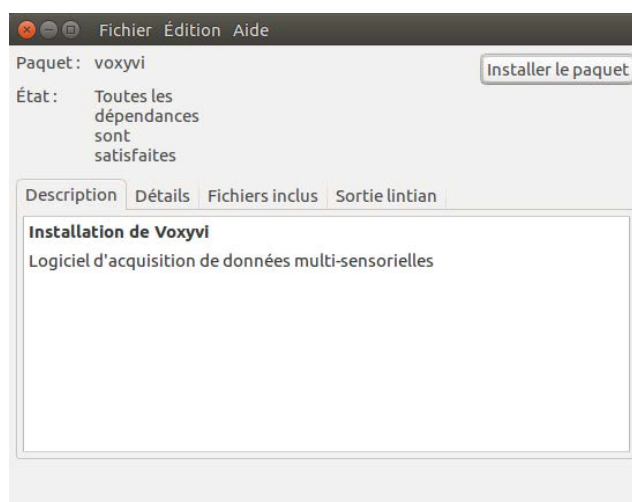 Fichier Édition Aide
Paquet : voxyvi
Installer le paquet
État : Toutes les
dépendances
sont
satisfaites
Description Détails Fichiers inclus Sortie lintian
Installation de Voxyvi
Logiciel d'acquisition de données multi-sensorielles